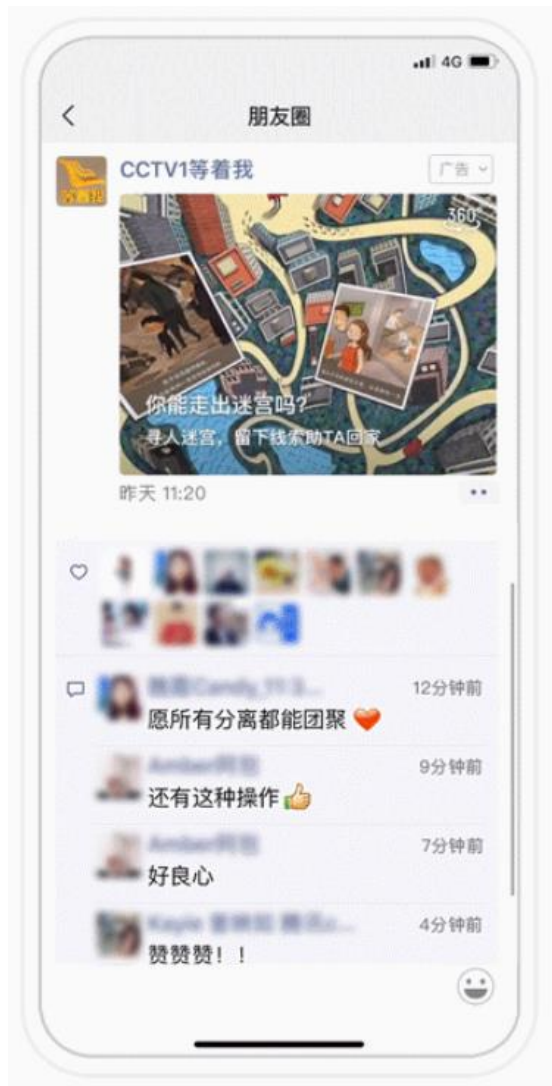 4G
朋友圈
等着我
CCTV1等着我
广告
360°
你能走出迷宫吗?
寻人迷宫，留下线索助TA回家
昨天 11:20
12分钟前
愿所有分离都能团聚
9分钟前
还有这种操作
7分钟前
好良心
4分钟前
赞赞赞！！